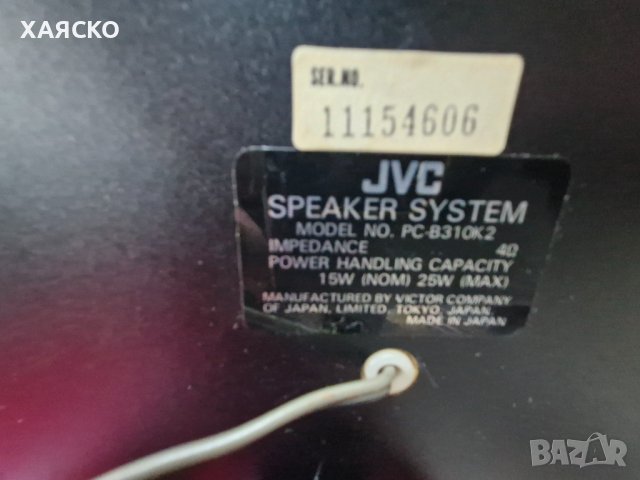 ХАЯСКО
SER.NO.
11154606
JVC
SPEAKER SYSTEM
MODEL NO. PC-B310K2
IMPEDANCE 4Ω
POWER HANDLING CAPACITY
15W (NOM) 25W (MAX)
MANUFACTURED BY VICTOR COMPANY
OF JAPAN, LIMITED, TOKYO, JAPAN.
MADE IN JAPAN
BAZAR